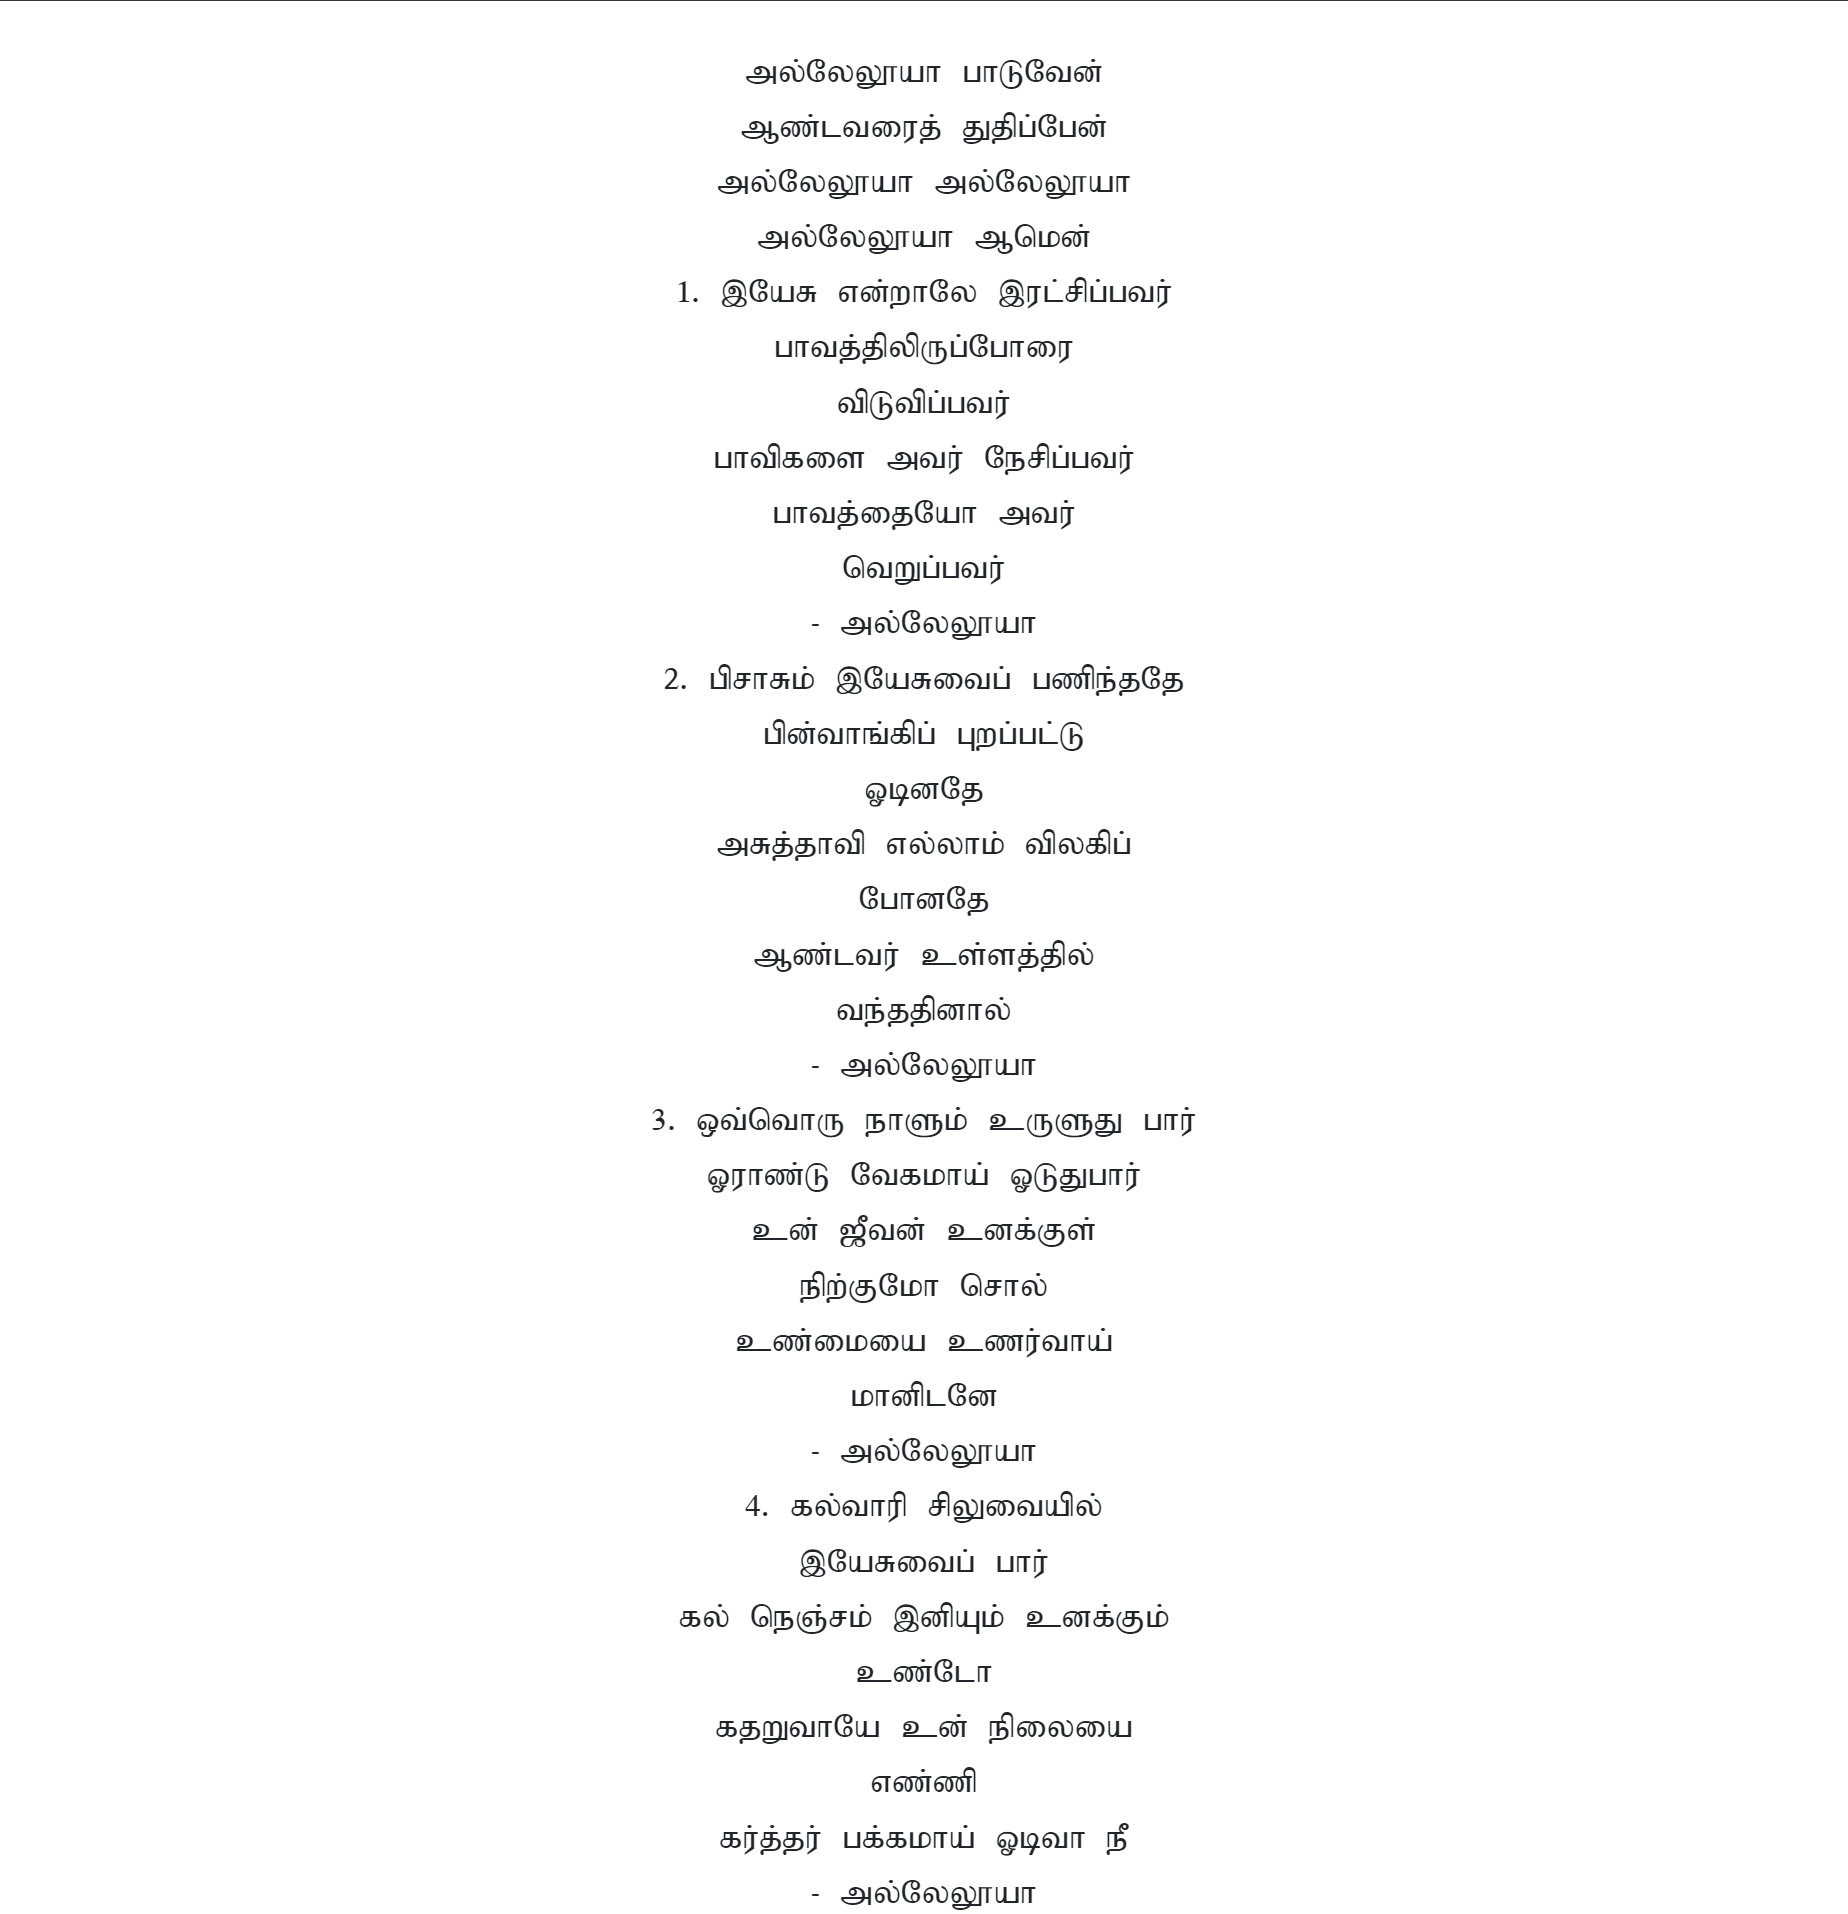 அல்லேலூயா பாடுவேன்
ஆண்டவரைத் துதிப்பேன்
அல்லேலூயா அல்லேலூயா
அல்லேலூயா ஆமென்
1. இயேசு என்றாலே இரட்சிப்பவர்
பாவத்திலிருப்போரை
விடுவிப்பவர்
பாவிகளை அவர் நேசிப்பவர்
பாவத்தையோ அவர்
வெறுப்பவர்
- அல்லேலூயா
2. பிசாசும் இயேசுவைப் பணிந்ததே
பின்வாங்கிப் புறப்பட்டு
ஓடினதே
அசுத்தாவி எல்லாம் விலகிப்
போனதே
ஆண்டவர் உள்ளத்தில்
வந்ததினால்
- அல்லேலூயா
3. ஒவ்வொரு நாளும் உருளுது பார்
ஓராண்டு வேகமாய் ஓடுதுபார்
உன் ஜீவன் உனக்குள்
நிற்குமோ சொல்
உண்மையை உணர்வாய்
மானிடனே
- அல்லேலூயா
4. கல்வாரி சிலுவையில்
இயேசுவைப் பார்
கல் நெஞ்சம் இனியும் உனக்கும்
உண்டோ
கதறுவாயே உன் நிலையை
எண்ணி
கர்த்தர் பக்கமாய் ஓடிவா நீ
- அல்லேலூயா